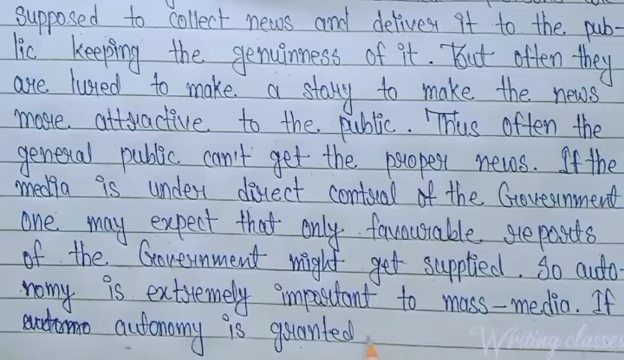 supposed to collect news and deliver it to the pub-
lic keeping the genuinness of it. But often they
are lured to make a story to make the news
more attractive to the public. Thus often the
general public can't get the proper news. If the
media is under direct contral of the Government
one may expect that only favourable reports
of the Government might get supplied. So auto-
nomy is extremely important to mass-media. If
autonomy is granted
Writing classes